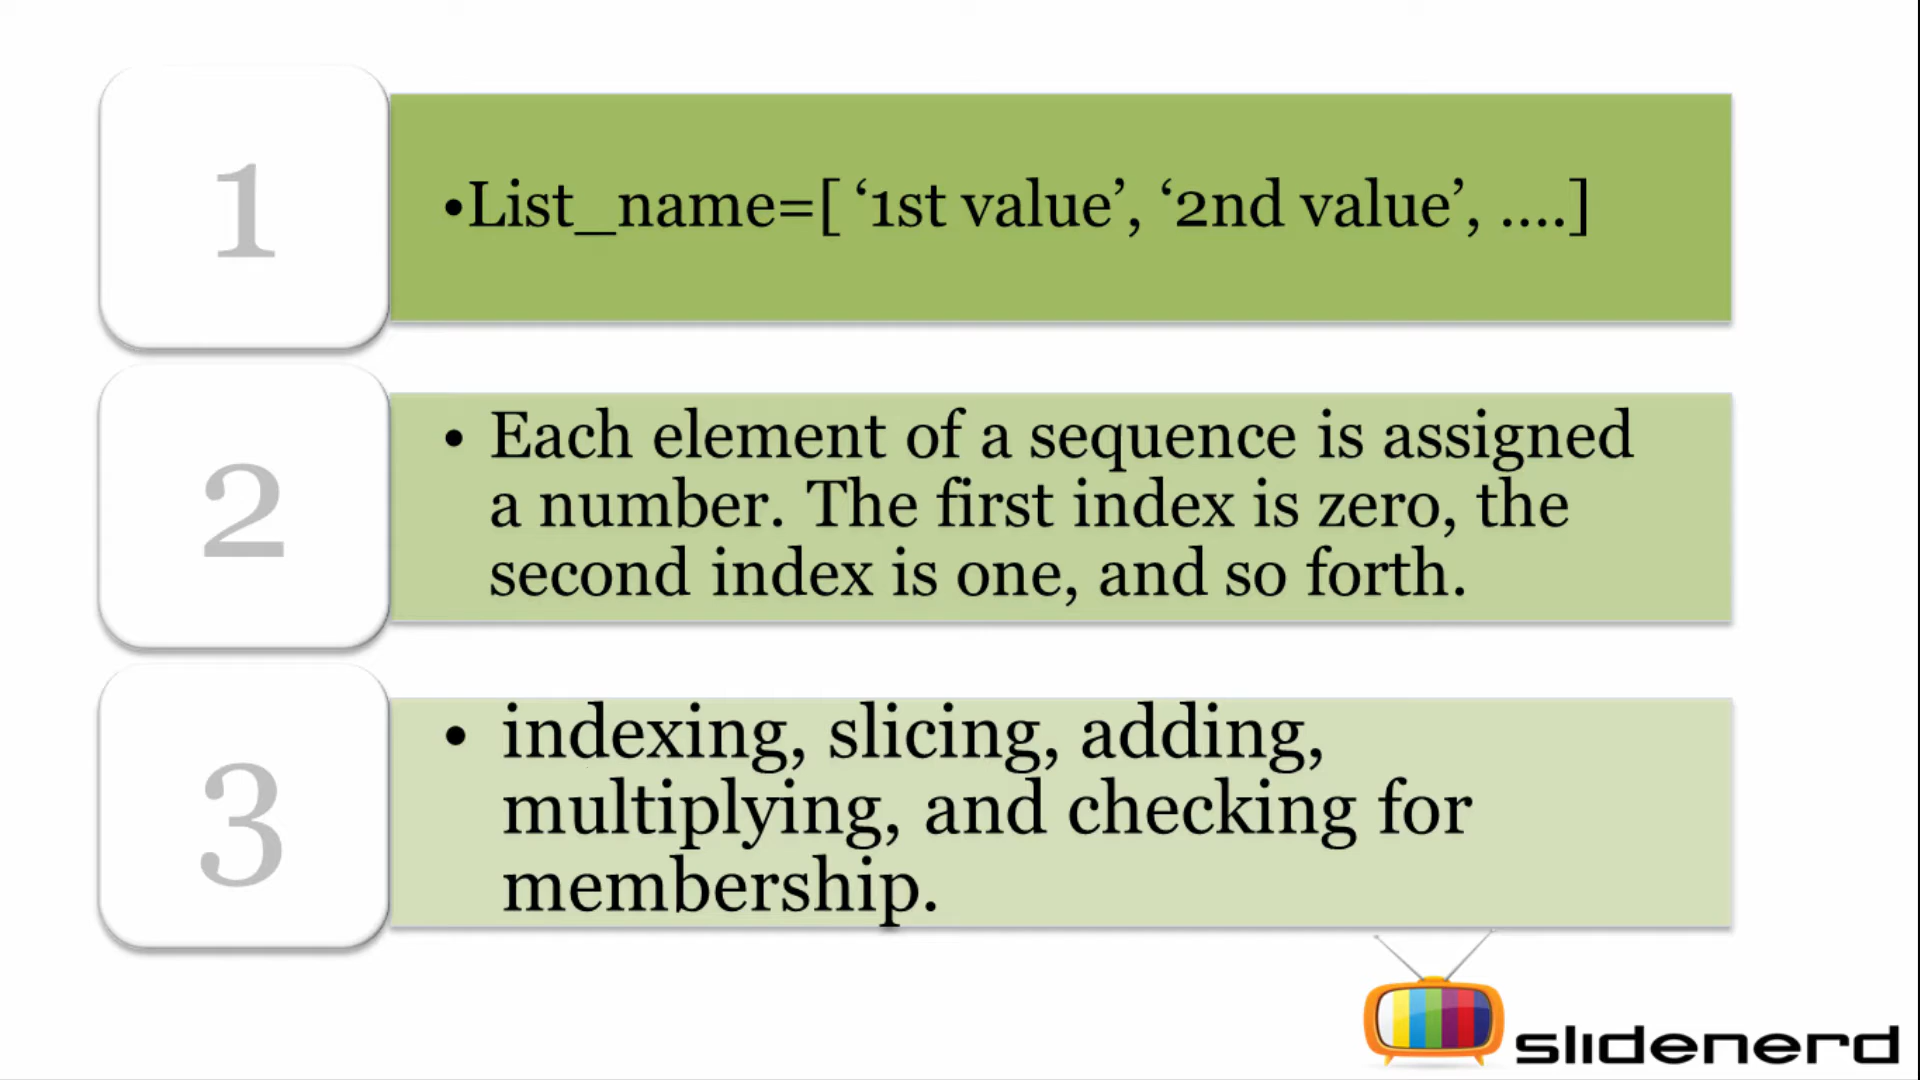 1
•List_name=[ ‘1st value’, ‘2nd value’, ....]
2
• Each element of a sequence is assigned
a number. The first index is zero, the
second index is one, and so forth.
3
• indexing, slicing, adding,
multiplying, and checking for
membership.
slidenerd